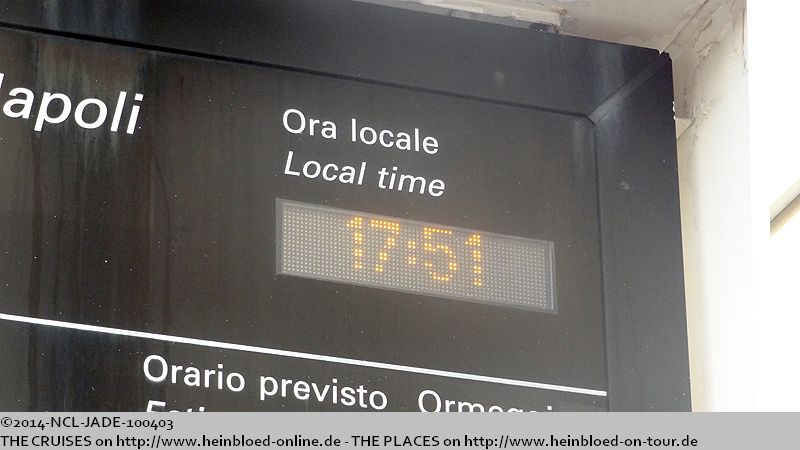 Ora locale
Local time
17:51
Orario previsto
©2014-NCL-JADE-100403
THE CRUISES on http://www.heinbloed-online.de - THE PLACES on http://www.heinbloed-on-tour.de